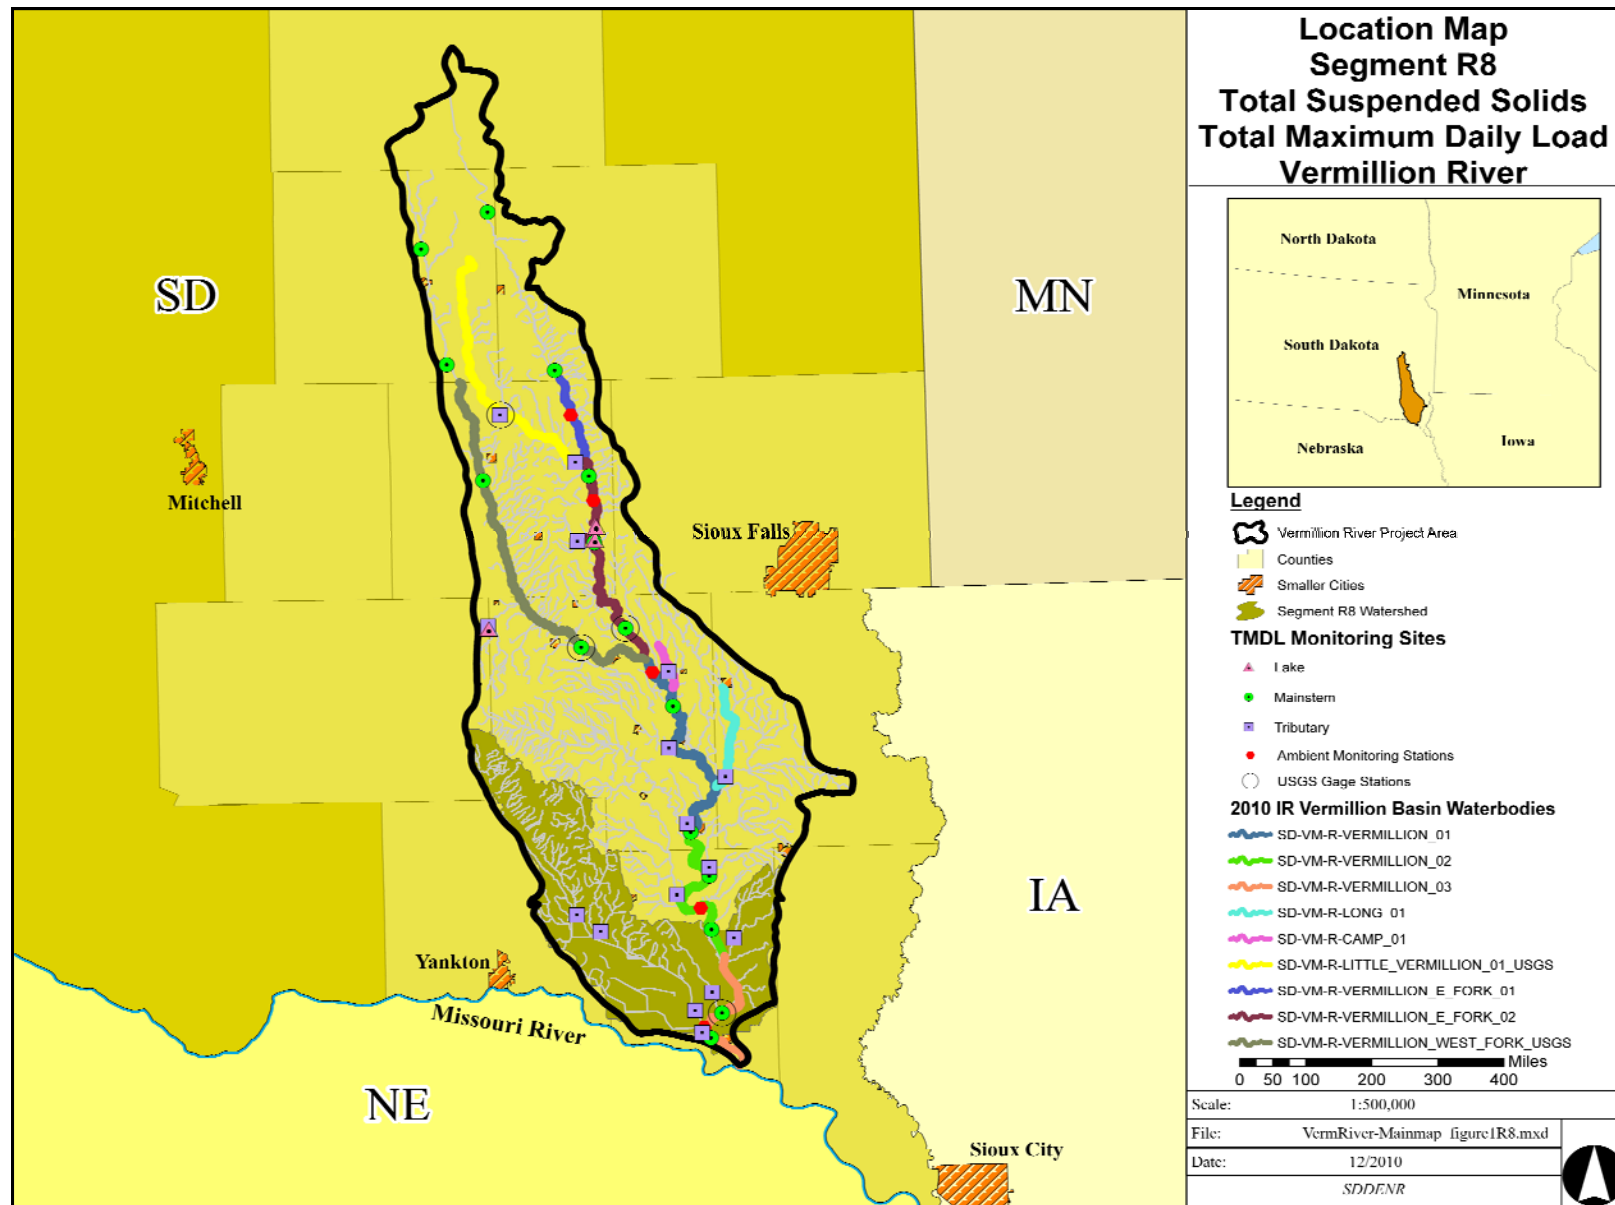 Location Map
Segment R8
Total Suspended Solids
Total Maximum Daily Load
Vermillion River
North Dakota
Minnesota
South Dakota
Nebraska
Iowa
SD
MN
Mitchell
Sioux Falls
IA
Yankton
Missouri River
NE
Sioux City
Legend
Vermillion River Project Area
Counties
Smaller Cities
Segment R8 Watershed
TMDL Monitoring Sites
Lake
Mainstem
Tributary
Ambient Monitoring Stations
USGS Gage Stations
2010 IR Vermillion Basin Waterbodies
SD-VM-R-VERMILLION_01
SD-VM-R-VERMILLION_02
SD-VM-R-VERMILLION_03
SD-VM-R-LONG_01
SD-VM-R-CAMP_01
SD-VM-R-LITTLE_VERMILLION_01_USGS
SD-VM-R-VERMILLION_E_FORK_01
SD-VM-R-VERMILLION_E_FORK_02
SD-VM-R-VERMILLION_WEST_FORK_USGS
Miles
0 50 100 200 300 400
Scale: 1:500,000
File: VermRiver-Mainmap_figure1R8.mxd
Date: 12/2010
SDDENR